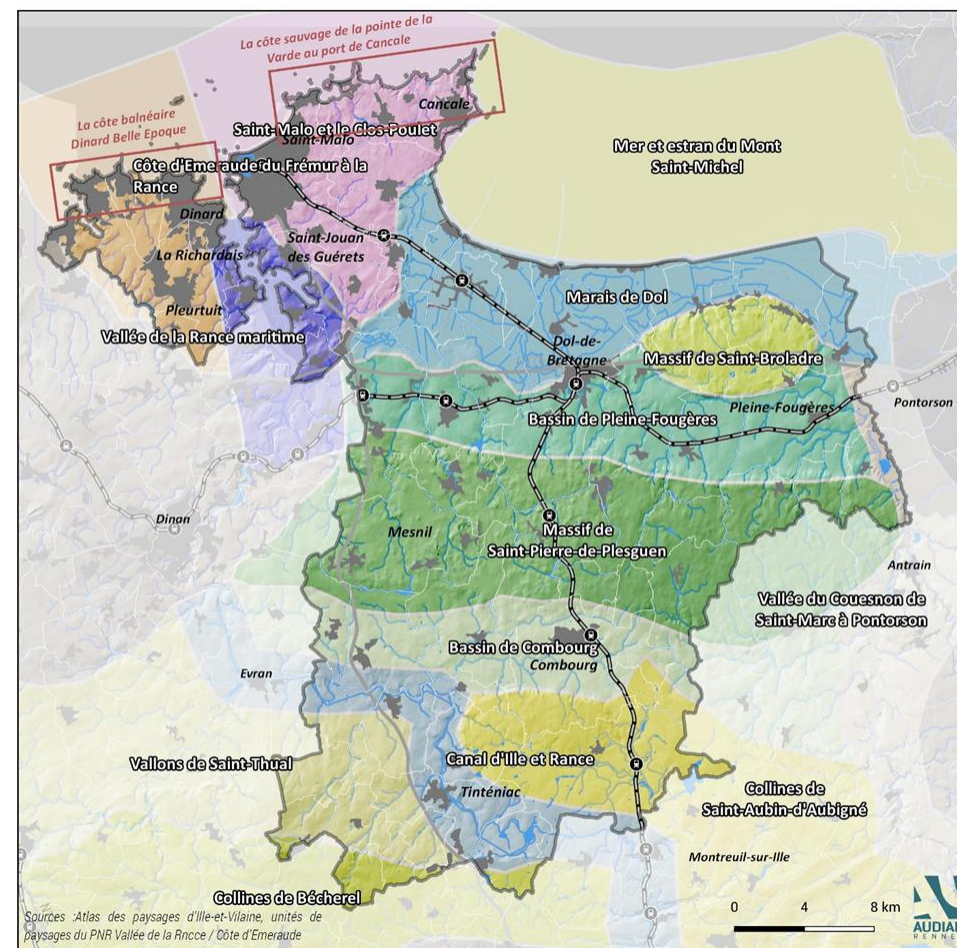 La côte sauvage de la pointe de la
Varde au port de Cancale
La côte balnéaire
Dinard Belle Epoque
Cancale
Saint-Malo et le Clos-Poulet
Saint-Malo
Côte d'Emeraude du Frémur à la
Rance
Mer et estran du Mont
Saint-Michel
Dinard
Saint-Jouan
des Guérets
La Richardais
Pleurtuit
Marais de Dol
Vallée de la Rance maritime
Dol-de-
Bretagne
Massif de Saint-Broladre
Pontorson
Pleine-Fougères
Bassin de Pleine-Fougères
Dinan
Mesnil
Massif de
Saint-Pierre-de-Plesguen
Antrain
Vallée du Couesnon de
Saint-Marc à Pontorson
Bassin de Combourg
Combourg
Evran
Vallons de Saint-Thual
Canal d'Ille et Rance
Tinténiac
Collines de
Saint-Aubin-d'Aubigné
Montreuil-sur-Ille
Collines de Bécherel
0 4 8 km
Sources :Atlas des paysages d'Ille-et-Vilaine, unités de
paysages du PNR Vallée de la Rncce / Côte d'Emeraude
AUDIAR
RENNES